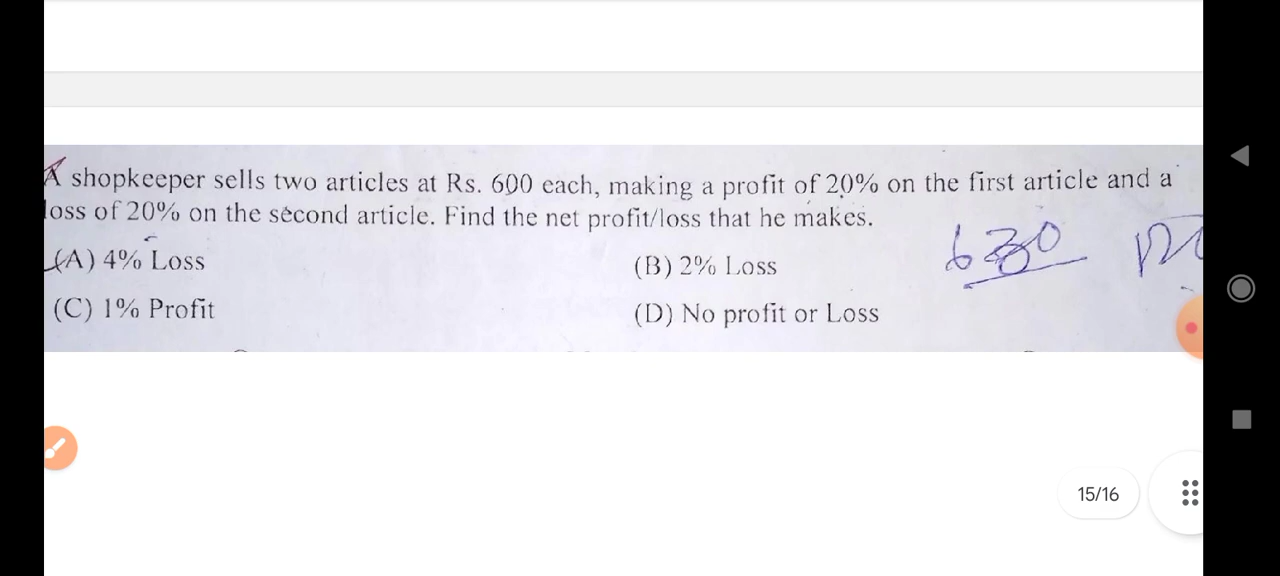 A shopkeeper sells two articles at Rs. 600 each, making a profit of 20% on the first article and a
loss of 20% on the second article. Find the net profit/loss that he makes.
(A) 4% Loss
(B) 2% Loss
(C) 1% Profit
(D) No profit or Loss
630
15/16